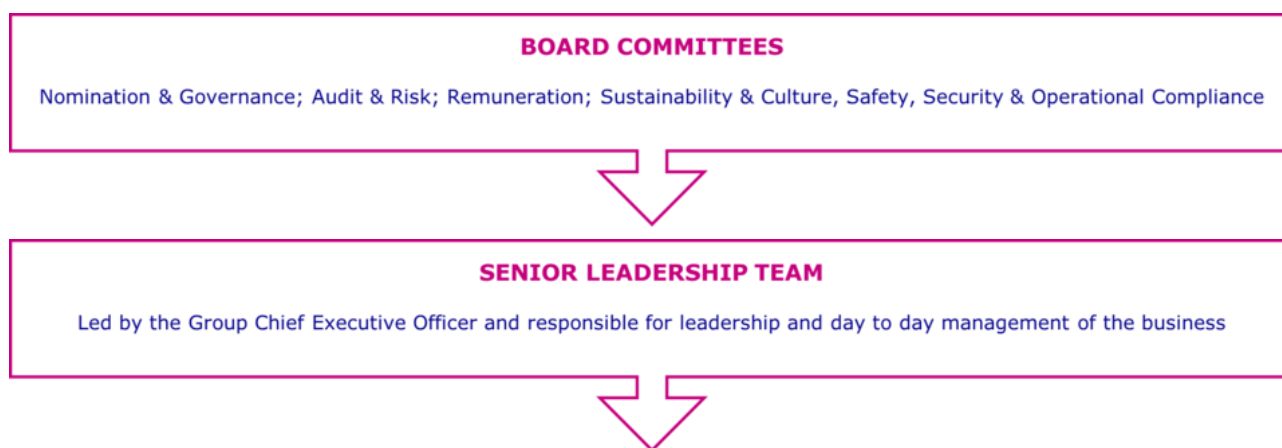 BOARD COMMITTEES
Nomination & Governance; Audit & Risk; Remuneration; Sustainability & Culture, Safety, Security & Operational Compliance
SENIOR LEADERSHIP TEAM
Led by the Group Chief Executive Officer and responsible for leadership and day to day management of the business